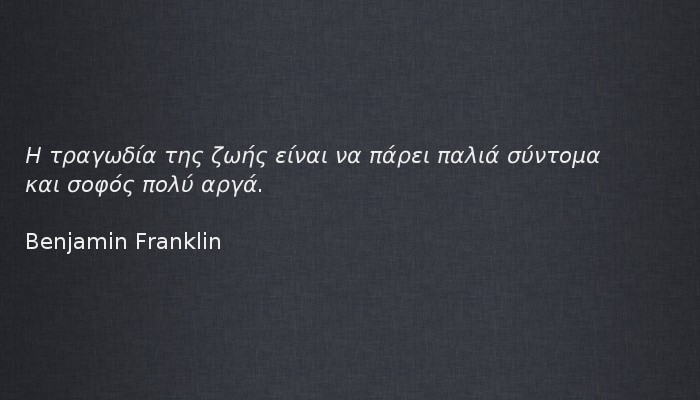 Η τραγωδία της ζωής είναι να πάρει παλιά σύντομα
και σοφός πολύ αργά.
Benjamin Franklin